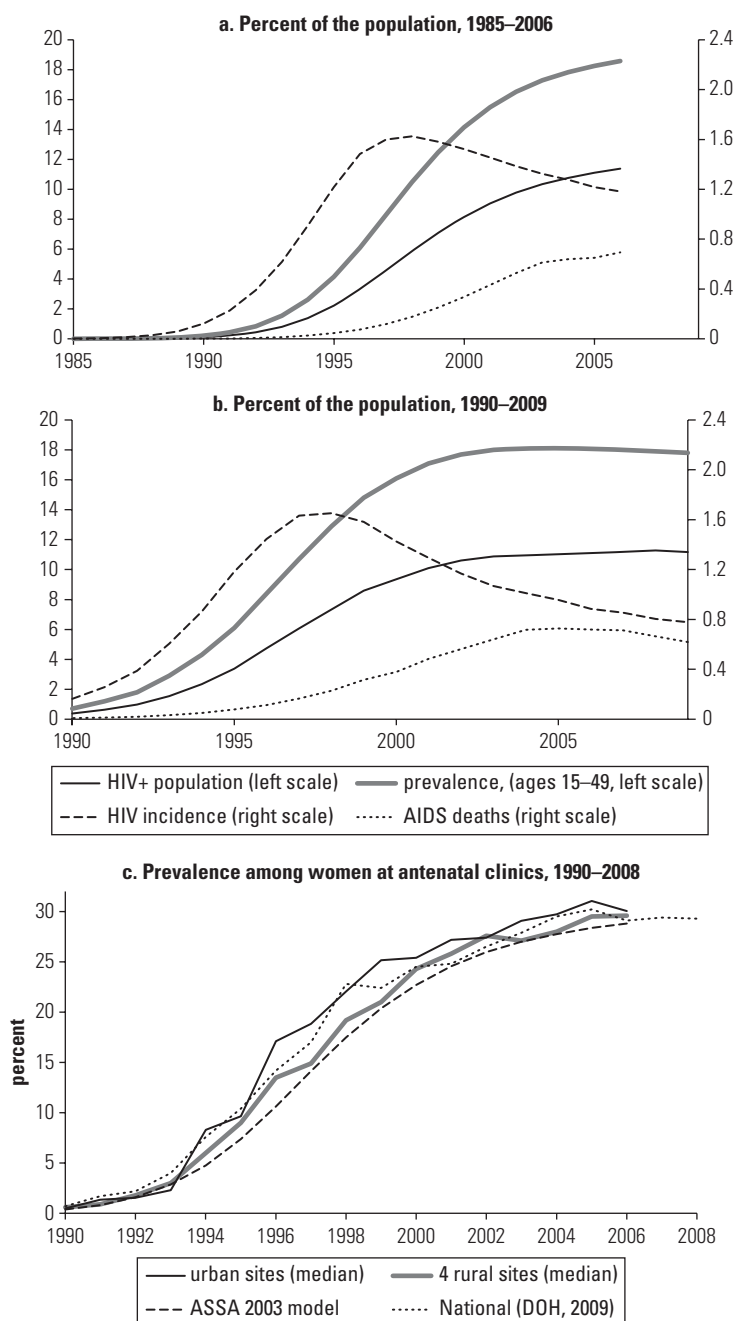 a. Percent of the population, 1985–2006
20 2.4
18
16 2.0
14
12 1.6
10 1.2
8
6 0.8
4 0.4
2
0 0
1985 1990 1995 2000 2005
b. Percent of the population, 1990–2009
20 2.4
18
16 2.0
14
12 1.6
10 1.2
8
6 0.8
4 0.4
2
0 0
1990 1995 2000 2005
HIV+ population (left scale) prevalence, (ages 15–49, left scale)
HIV incidence (right scale) AIDS deaths (right scale)
c. Prevalence among women at antenatal clinics, 1990–2008
30
25
20
15
percent
10
5
0
1990 1992 1994 1996 1998 2000 2002 2004 2006 2008
urban sites (median) 4 rural sites (median)
ASSA 2003 model National (DOH, 2009)